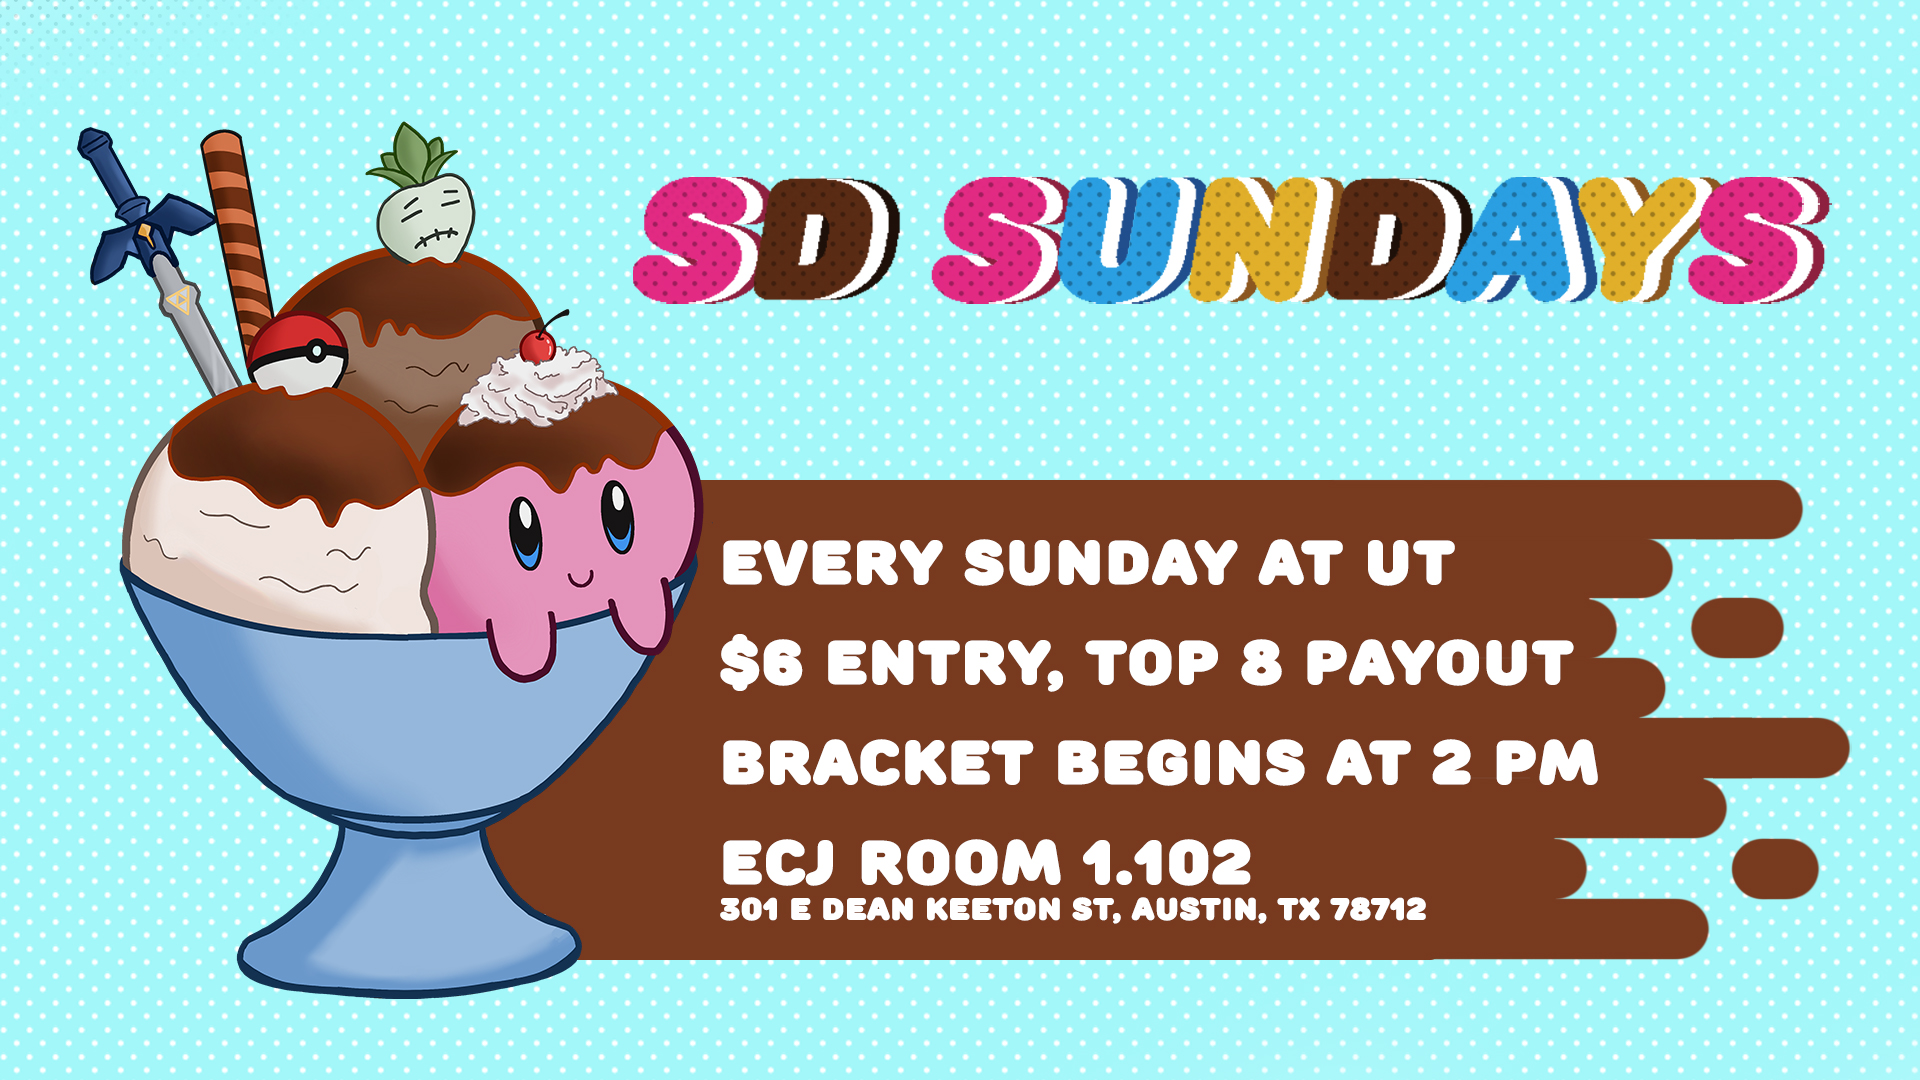 SD SUNDAYS
EVERY SUNDAY AT UT
$6 ENTRY, TOP 8 PAYOUT
BRACKET BEGINS AT 2 PM
ECJ ROOM 1.102
301 E DEAN KEETON ST, AUSTIN, TX 78712